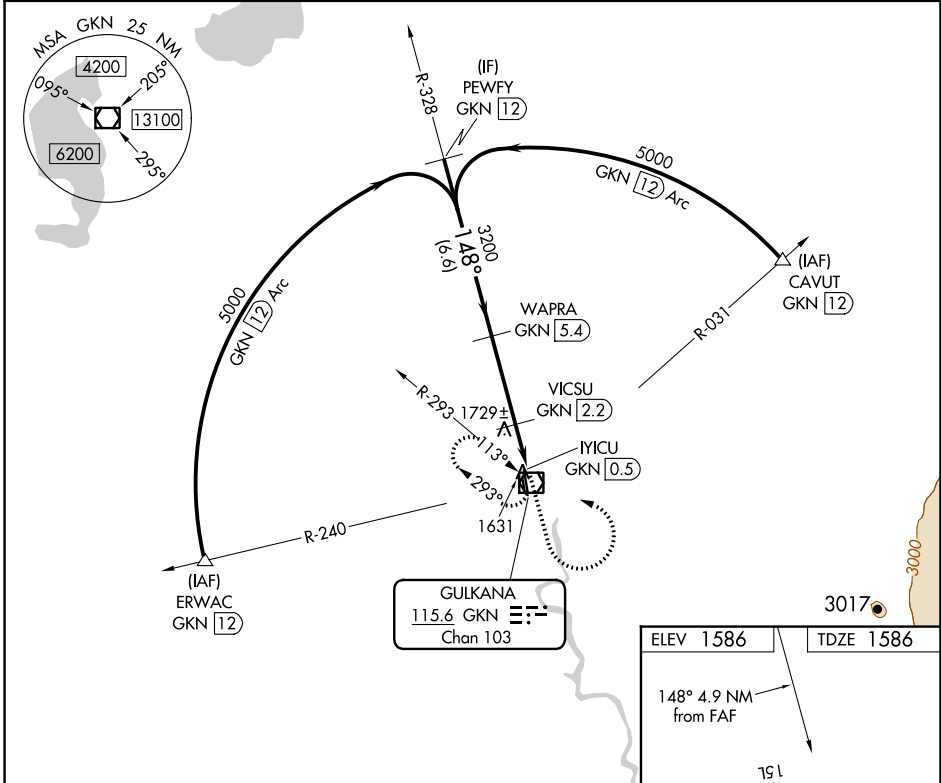 MSA GKN 25 NM
4200
095°
205°
13100
6200
295°
R-328
(IF)
PEWFY
GKN 12
5000
GKN 12 Arc
5000
GKN 12 Arc
3200
148°
(6.6)
(IAF)
CAVUT
GKN 12
R-031
WAPRA
GKN 5.4
VICSU
GKN 2.2
R-293
1729±
113°
293°
IYICU
GKN 0.5
1631
R-240
(IAF)
ERWAC
GKN 12
GULKANA
115.6 GKN
Chan 103
3000
3017
ELEV 1586
TDZE 1586
148° 4.9 NM
from FAF
15L